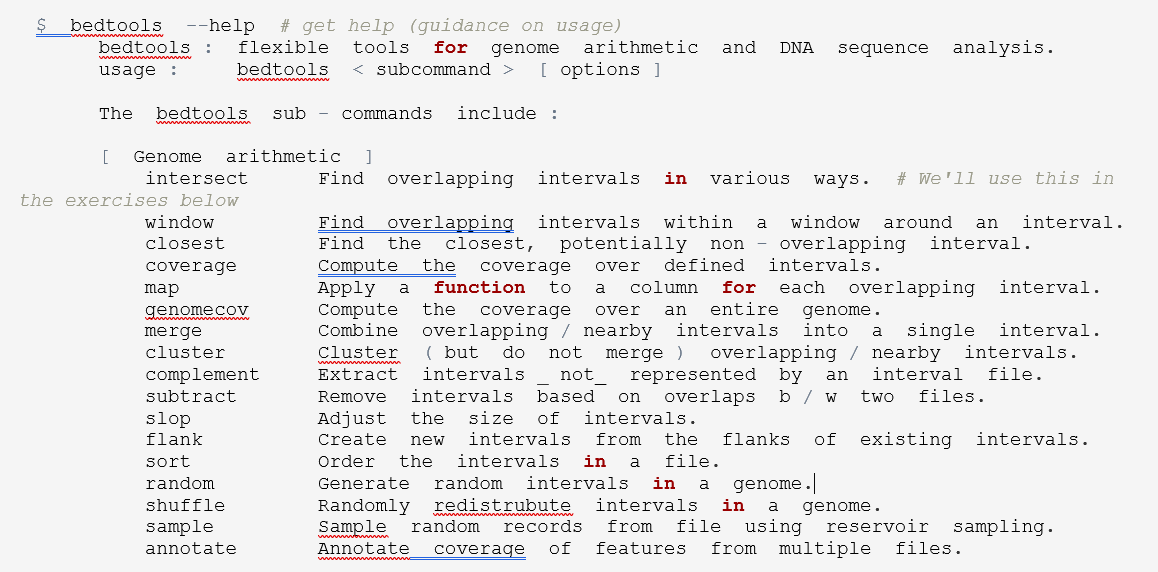 $ bedtools --help # get help (guidance on usage)
bedtools : flexible tools for genome arithmetic and DNA sequence analysis.
usage : bedtools < subcommand > [ options ]
The bedtools sub - commands include :
[ Genome arithmetic ]
intersect Find overlapping intervals in various ways. # We'll use this in
the exercises below
window Find overlapping intervals within a window around an interval.
closest Find the closest, potentially non - overlapping interval.
coverage Compute the coverage over defined intervals.
map Apply a function to a column for each overlapping interval.
genomecov Compute the coverage over an entire genome.
merge Combine overlapping / nearby intervals into a single interval.
cluster Cluster ( but do not merge ) overlapping / nearby intervals.
complement Extract intervals _ not_ represented by an interval file.
subtract Remove intervals based on overlaps b / w two files.
slop Adjust the size of intervals.
flank Create new intervals from the flanks of existing intervals.
sort Order the intervals in a file.
random Generate random intervals in a genome.
shuffle Randomly redistrubute intervals in a genome.
sample Sample random records from file using reservoir sampling.
annotate Annotate coverage of features from multiple files.